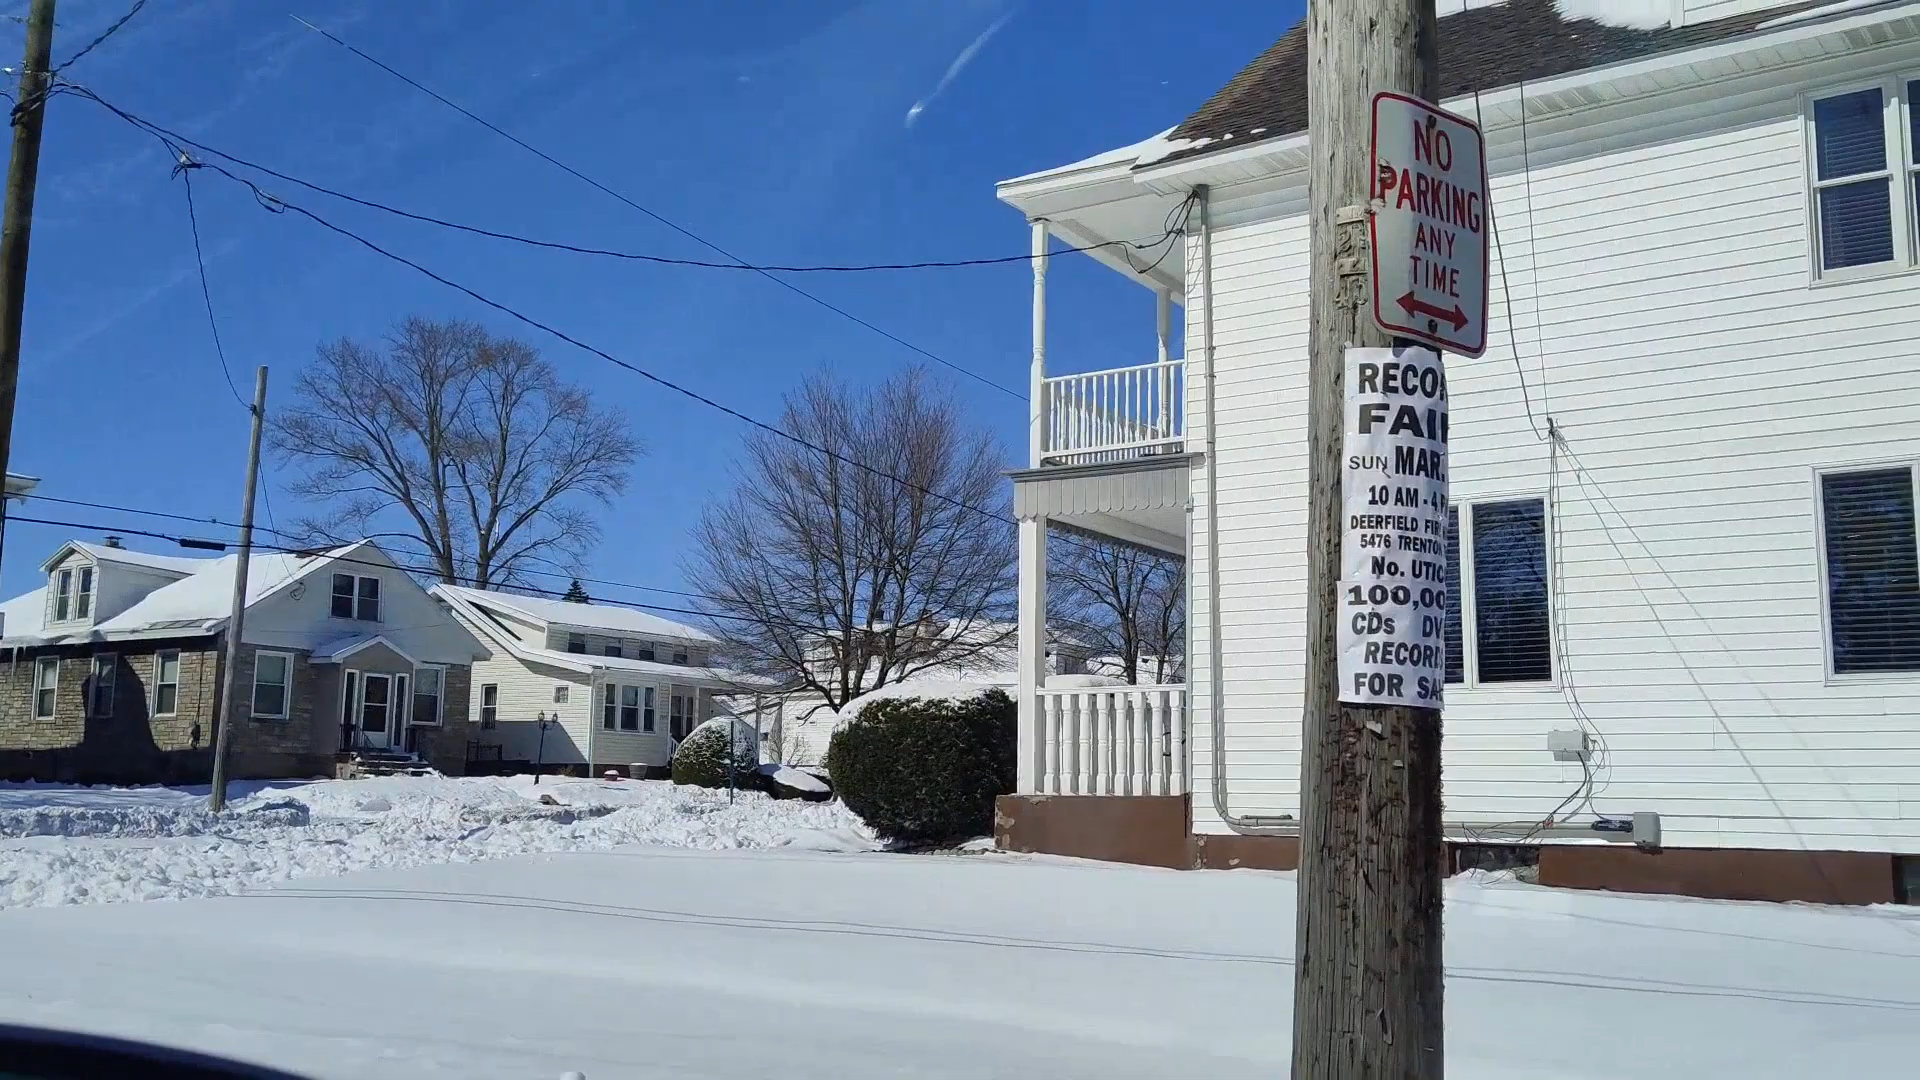 NO
PARKING
ANY
TIME
RECO
FAI
SUN MAR.
10 AM - 4
DEERFIELD FIR
5476 TRENTON
No. UTIC
100,00
CDs DV
RECORD
FOR SA